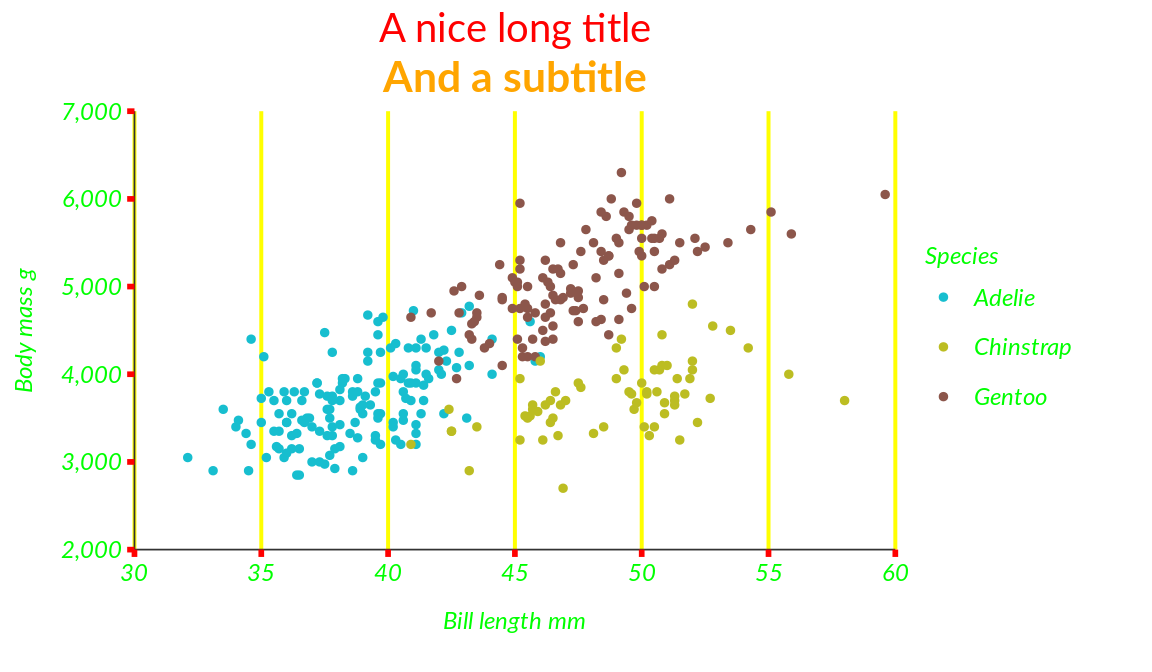 A nice long title
And a subtitle
7,000
6,000
5,000
4,000
3,000
2,000
Body mass g
30 35 40 45 50 55 60
Bill length mm
Species
Adelie
Chinstrap
Gentoo